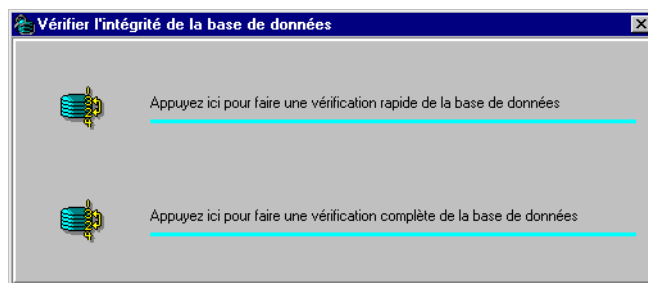 Vérifier l'intégrité de la base de données
Appuyez ici pour faire une vérification rapide de la base de données
Appuyez ici pour faire une vérification complète de la base de données